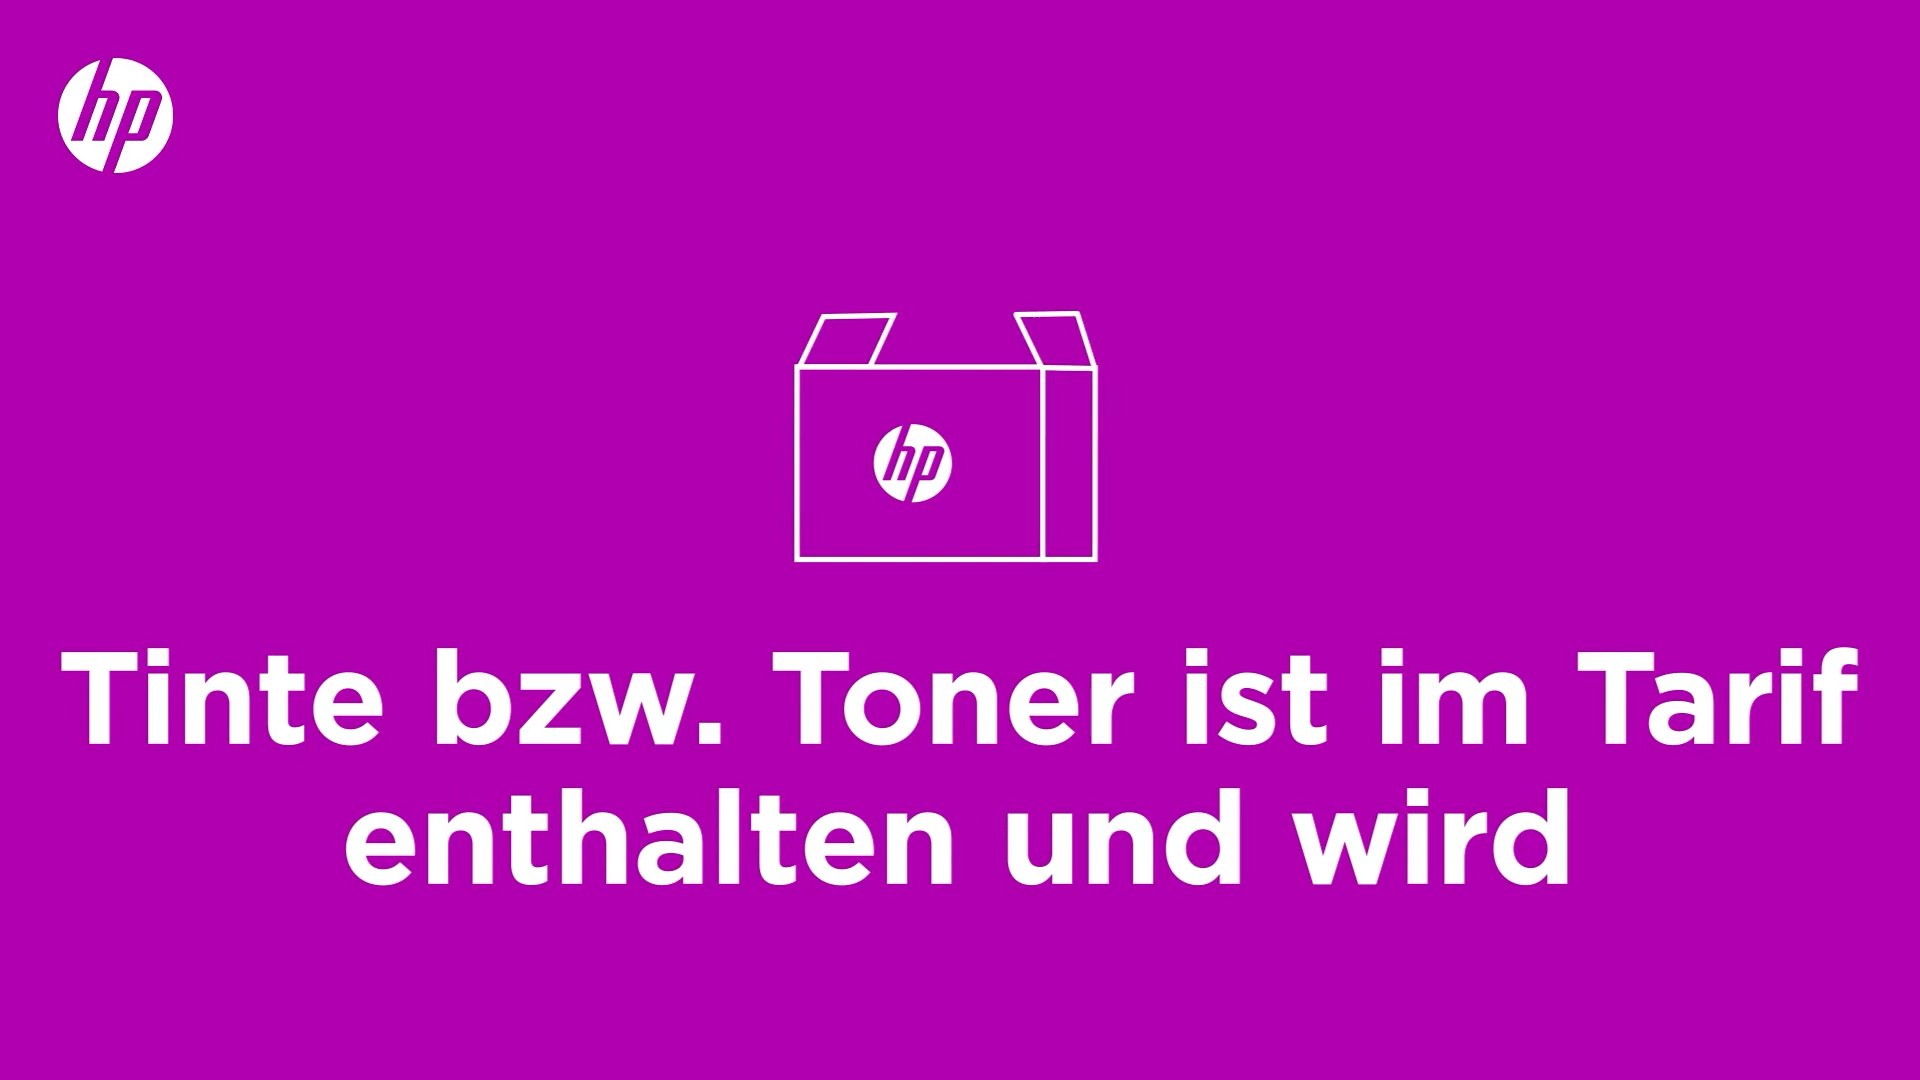 hp
hp
Tinte bzw. Toner ist im Tarif
enthalten und wird